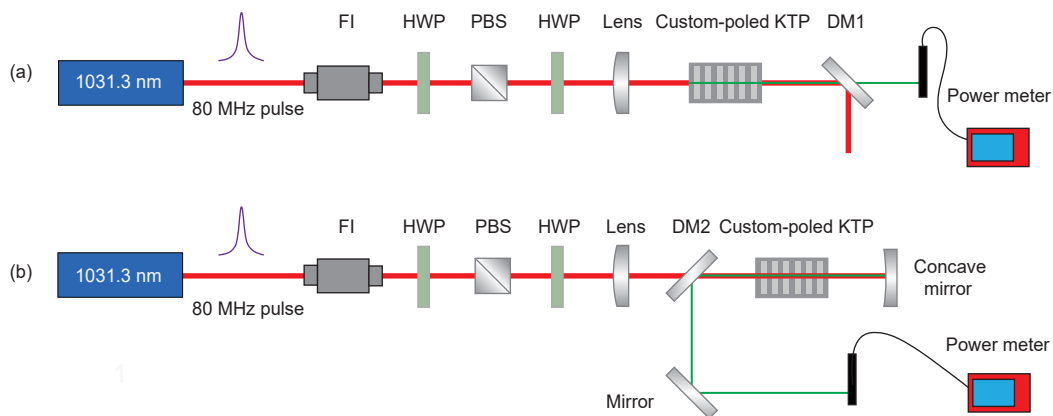 FI HWP PBS HWP Lens Custom-poled KTP DM1
(a) 1031.3 nm
80 MHz pulse
Power meter
FI HWP PBS HWP Lens DM2 Custom-poled KTP
(b) 1031.3 nm
Concave
mirror
80 MHz pulse
Power meter
1
Mirror